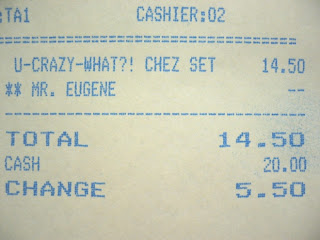 :TA1 CASHIER:02
U-CRAZY-WHAT?! CHEZ SET 14.50
** MR. EUGENE --
TOTAL 14.50
CASH 20.00
CHANGE 5.50